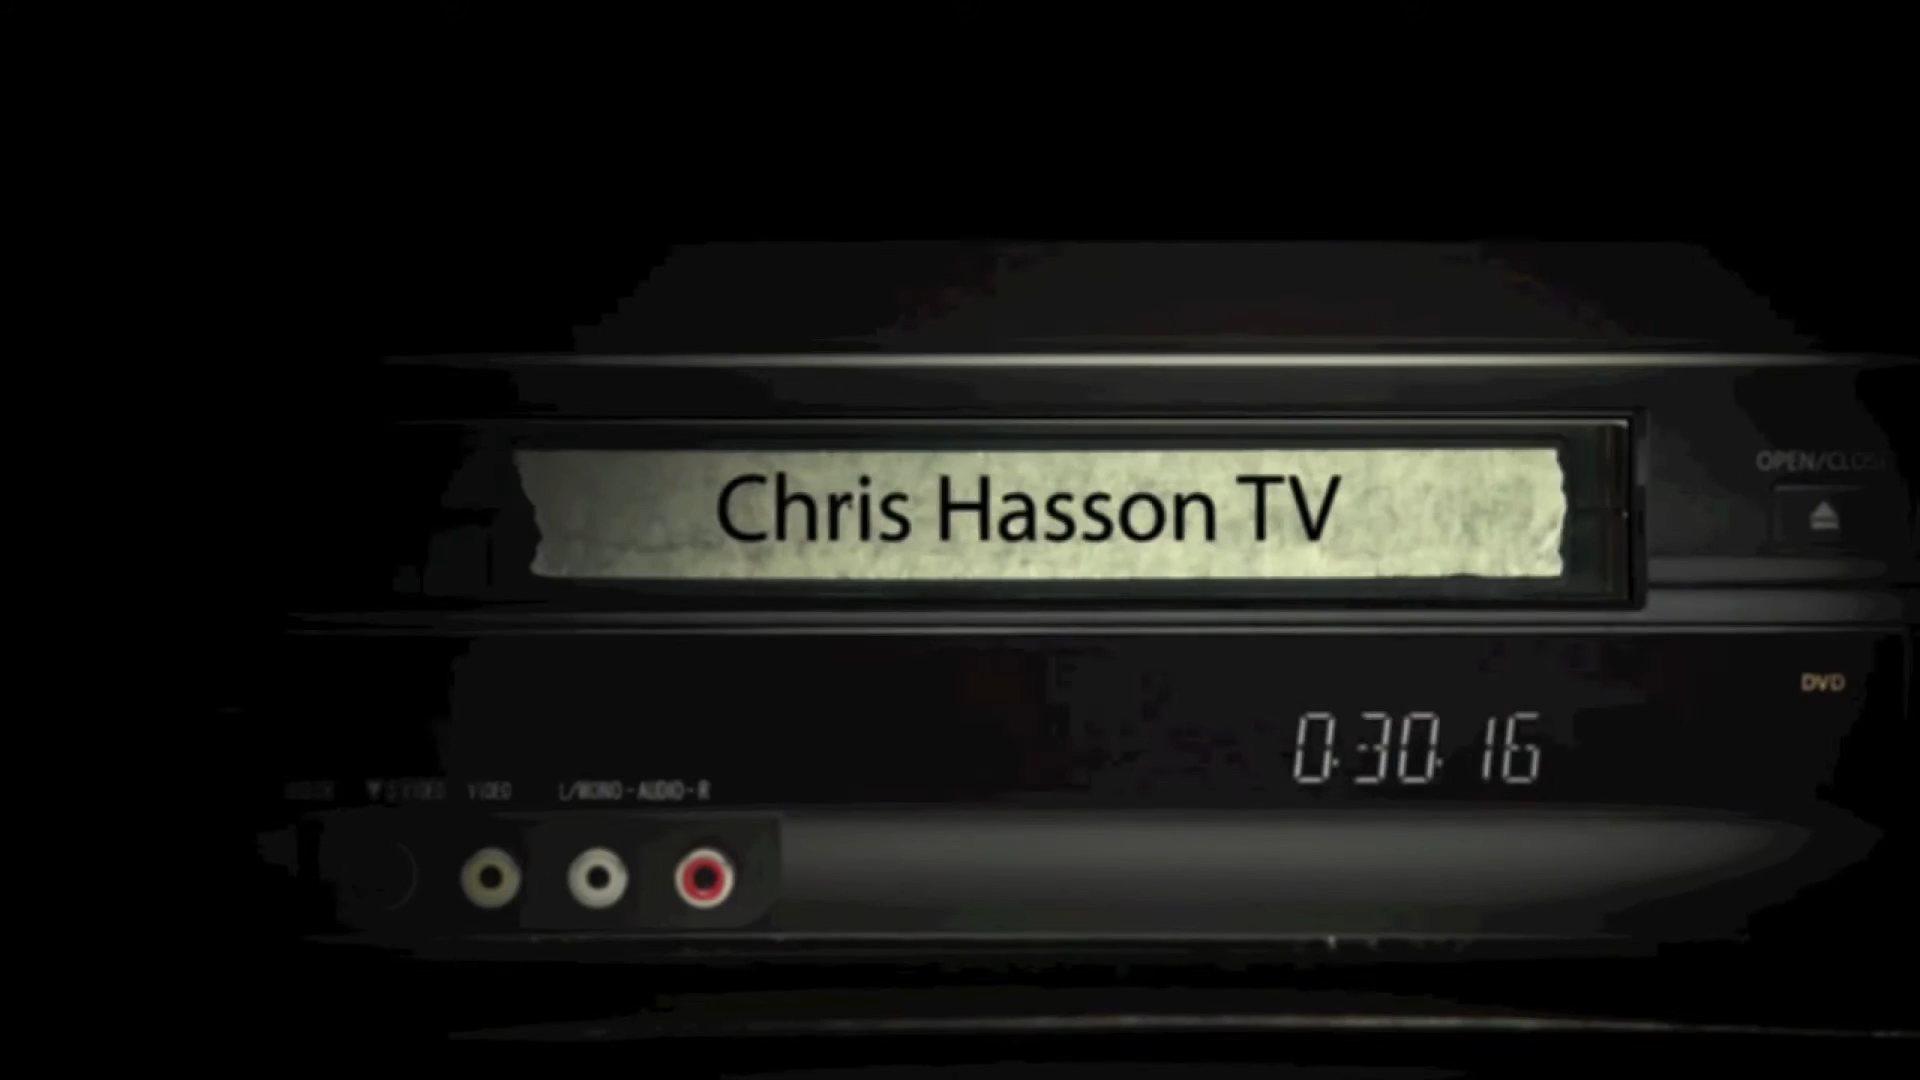 Chris Hasson TV
OPEN/CLOSE
DVD
0:30:16
VIDEO
L/MONO-AUDIO-R